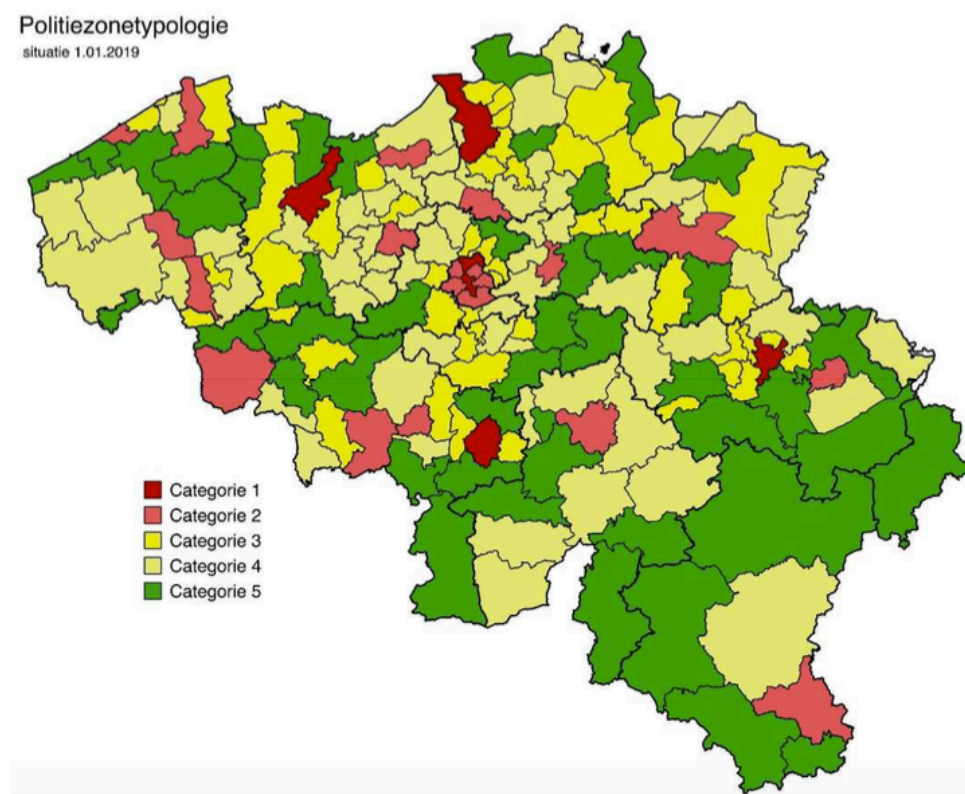 Politiezonetypologie
situatie 1.01.2019
Categorie 1
Categorie 2
Categorie 3
Categorie 4
Categorie 5